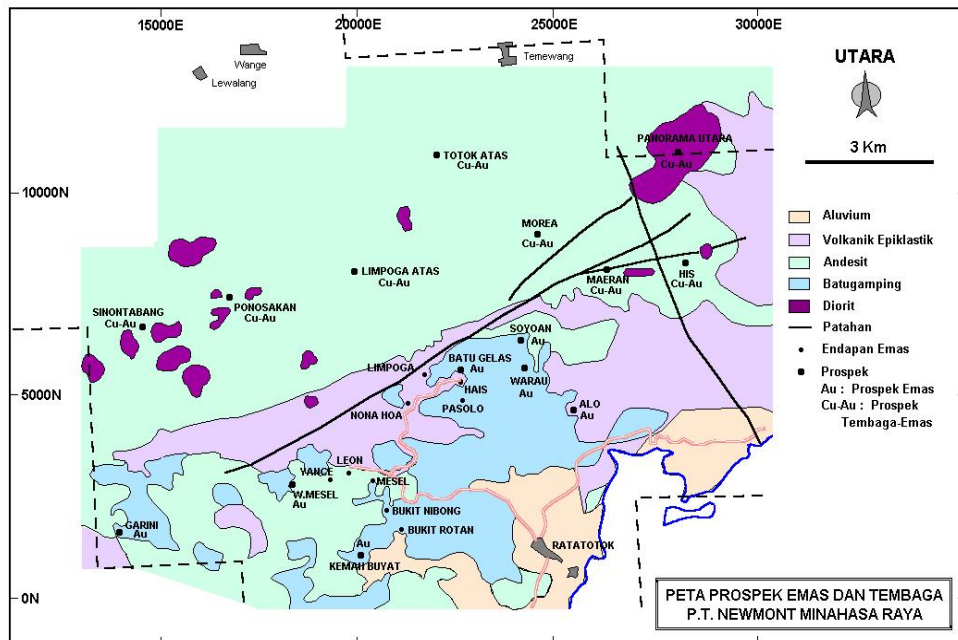 15000E
20000E
25000E
30000E
10000N
5000N
0N
Wange
Lewalang
Temewang
PANORAMA UTARA
Cu-Au
TOTOK ATAS
Cu-Au
MOREA
Cu-Au
LIMPOGA ATAS
Cu-Au
MAERAN
Cu-Au
HIS
Cu-Au
PONOSAKAN
Cu-Au
SINONTABANG
Cu-Au
SOYOAN
Au
BATU GELAS
Au
LIMPOGA
WARAU
Au
HAIS
PASOLO
NONA HOA
ALO
Au
LEON
YANCE
MESEL
W.MESEL
Au
BUKIT NIBONG
BUKIT ROTAN
GARINI
Au
Au
KEMAH BUYAT
RATATOTOK
UTARA
3 Km
Aluvium
Volkanik Epiklastik
Andesit
Batugamping
Diorit
Patahan
Endapan Emas
Prospek
Au : Prospek Emas
Cu-Au : Prospek
Tembaga-Emas
PETA PROSPEK EMAS DAN TEMBAGA
P.T. NEWMONT MINAHASA RAYA